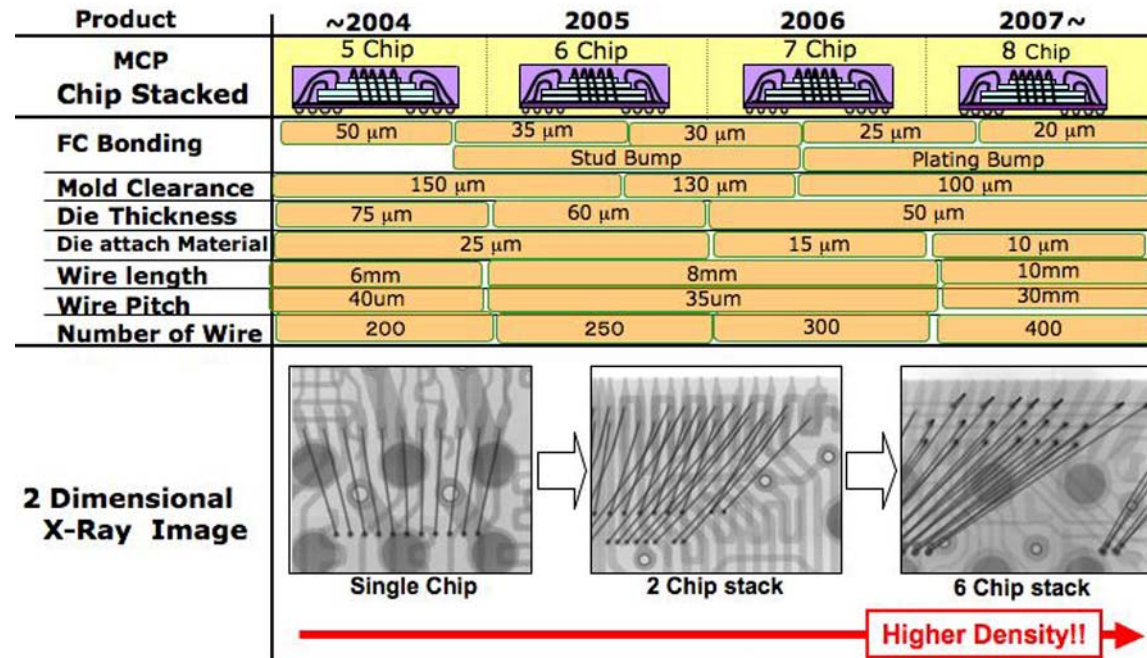 Product ~2004 2005 2006 2007~
MCP
Chip Stacked
5 Chip 6 Chip 7 Chip 8 Chip
FC Bonding
50 μm 35 μm 30 μm 25 μm 20 μm
Stud Bump Plating Bump
Mold Clearance 150 μm 130 μm 100 μm
Die Thickness 75 μm 60 μm 50 μm
Die attach Material 25 μm 15 μm 10 μm
Wire length 6mm 8mm 10mm
Wire Pitch 40um 35um 30mm
Number of Wire 200 250 300 400
2 Dimensional
X-Ray Image
Single Chip 2 Chip stack 6 Chip stack
Higher Density!!